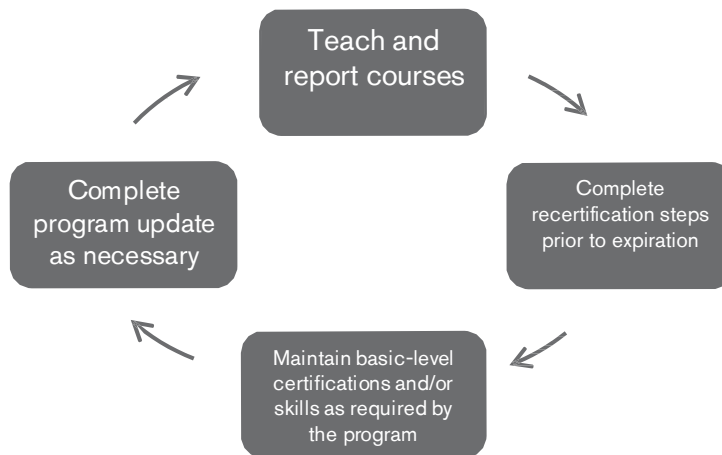 Teach and
report courses
Complete
recertification steps
prior to expiration
Maintain basic-level
certifications and/or
skills as required by
the program
Complete
program update
as necessary